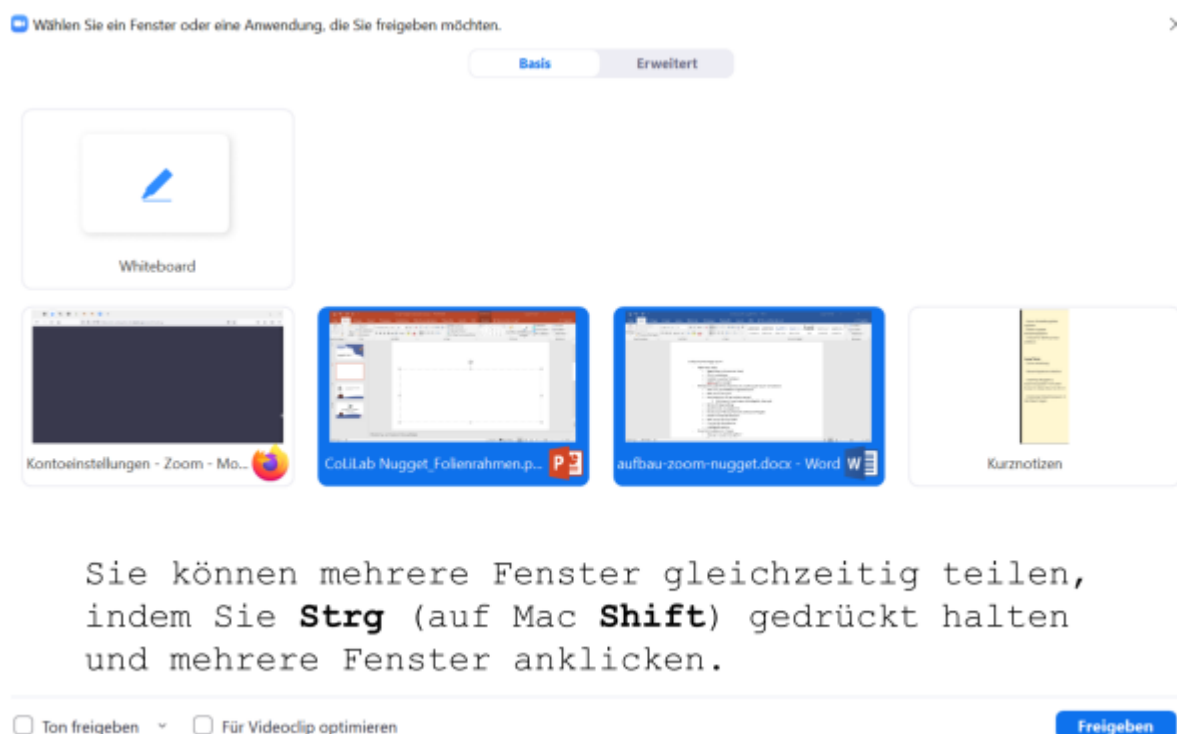 Wählen Sie ein Fenster oder eine Anwendung, die Sie freigeben möchten.
Basis
Erweitert
Whiteboard
Kontoeinstellungen - Zoom - Mo...
CoLiLab Nugget_Folienrahmen.p...
aufbau-zoom-nugget.docx - Word
Kurznotizen
Sie können mehrere Fenster gleichzeitig teilen,
indem Sie Strg (auf Mac Shift) gedrückt halten
und mehrere Fenster anklicken.
Ton freigeben
Für Videoclip optimieren
Freigeben